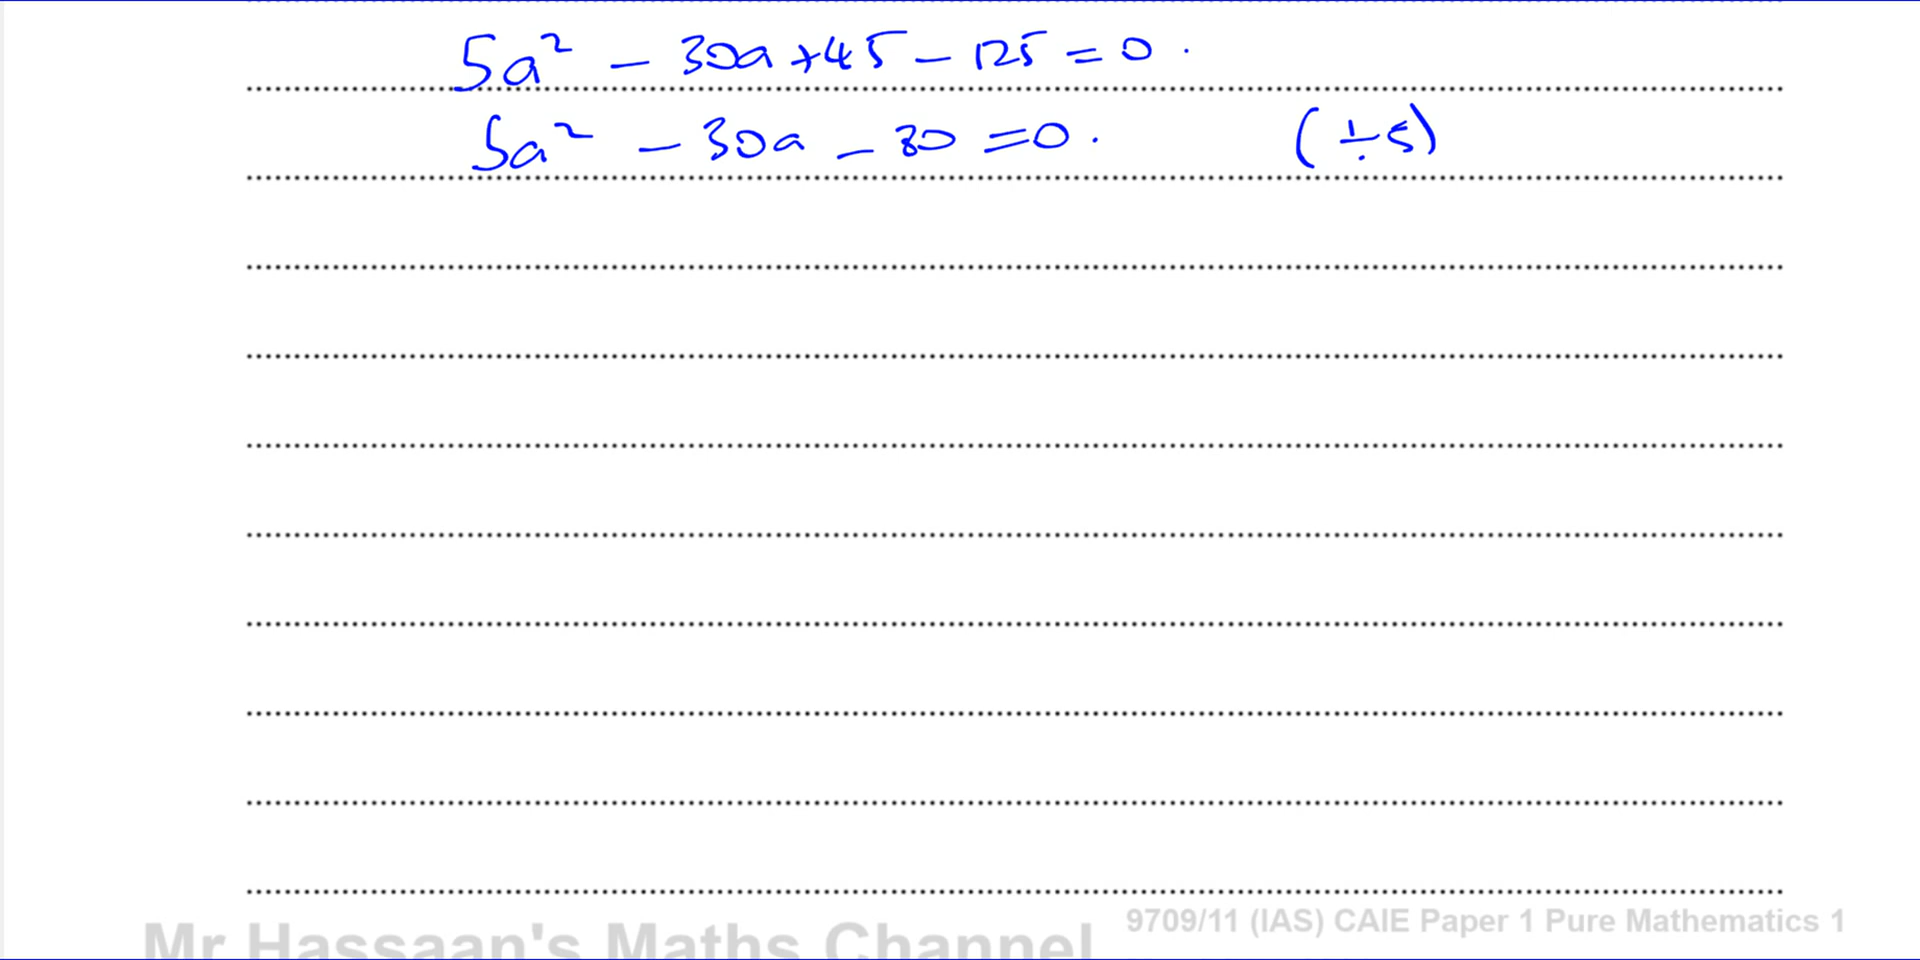 5a² - 30a + 45 - 125 = 0.
5a² - 30a - 80 = 0. (÷5)
9709/11 (IAS) CAIE Paper 1 Pure Mathematics 1
Mr Hassaan's Maths Channel